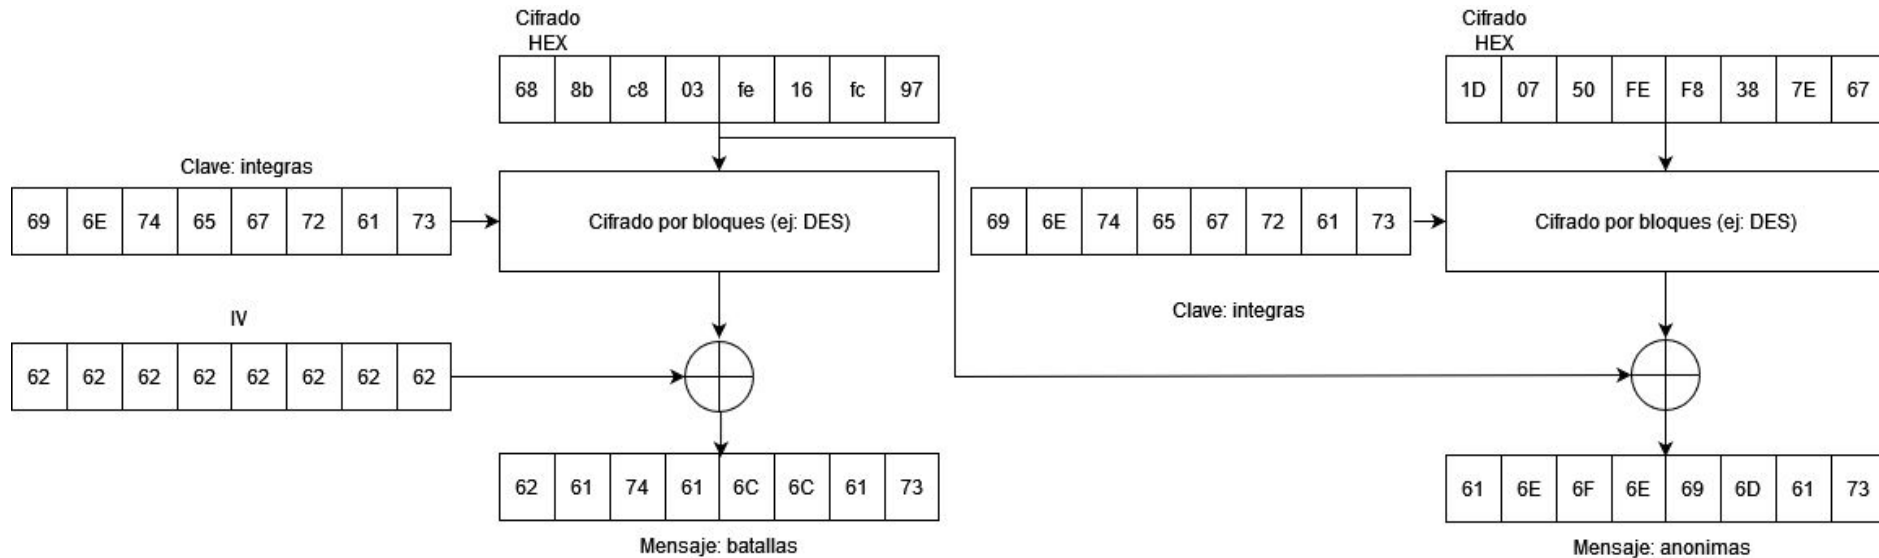 Cifrado
HEX
68 8b c8 03 fe 16 fc 97
Cifrado
HEX
1D 07 50 FE F8 38 7E 67
Clave: integras
69 6E 74 65 67 72 61 73
Cifrado por bloques (ej: DES)
69 6E 74 65 67 72 61 73
Cifrado por bloques (ej: DES)
Clave: integras
IV
62 62 62 62 62 62 62 62
62 61 74 61 6C 6C 61 73
Mensaje: batallas
61 6E 6F 6E 69 6D 61 73
Mensaje: anonimas